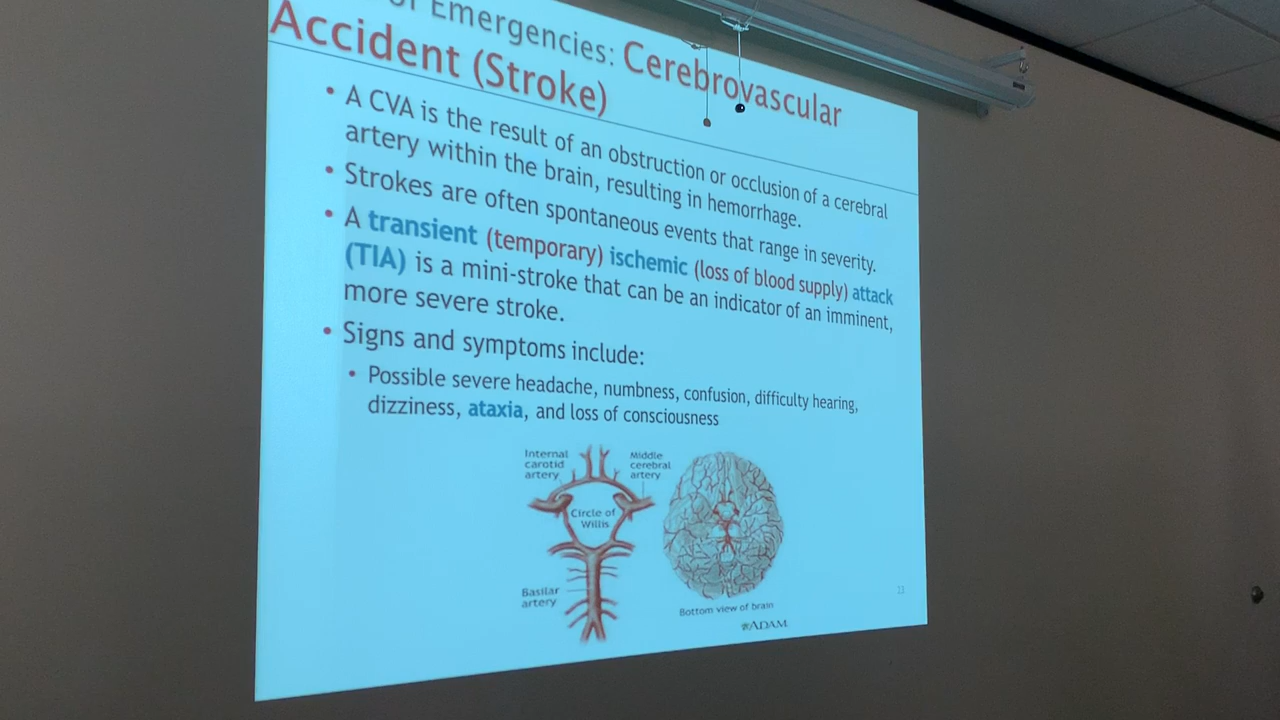 of Emergencies: Cerebrovascular
Accident (Stroke)
• A CVA is the result of an obstruction or occlusion of a cerebral
artery within the brain, resulting in hemorrhage.
• Strokes are often spontaneous events that range in severity.
• A transient (temporary) ischemic (loss of blood supply) attack
(TIA) is a mini-stroke that can be an indicator of an imminent,
more severe stroke.
• Signs and symptoms include:
• Possible severe headache, numbness, confusion, difficulty hearing,
dizziness, ataxia, and loss of consciousness
Internal
carotid
artery
Middle
cerebral
artery
Circle of
Willis
Basilar
artery
Bottom view of brain
ADAM